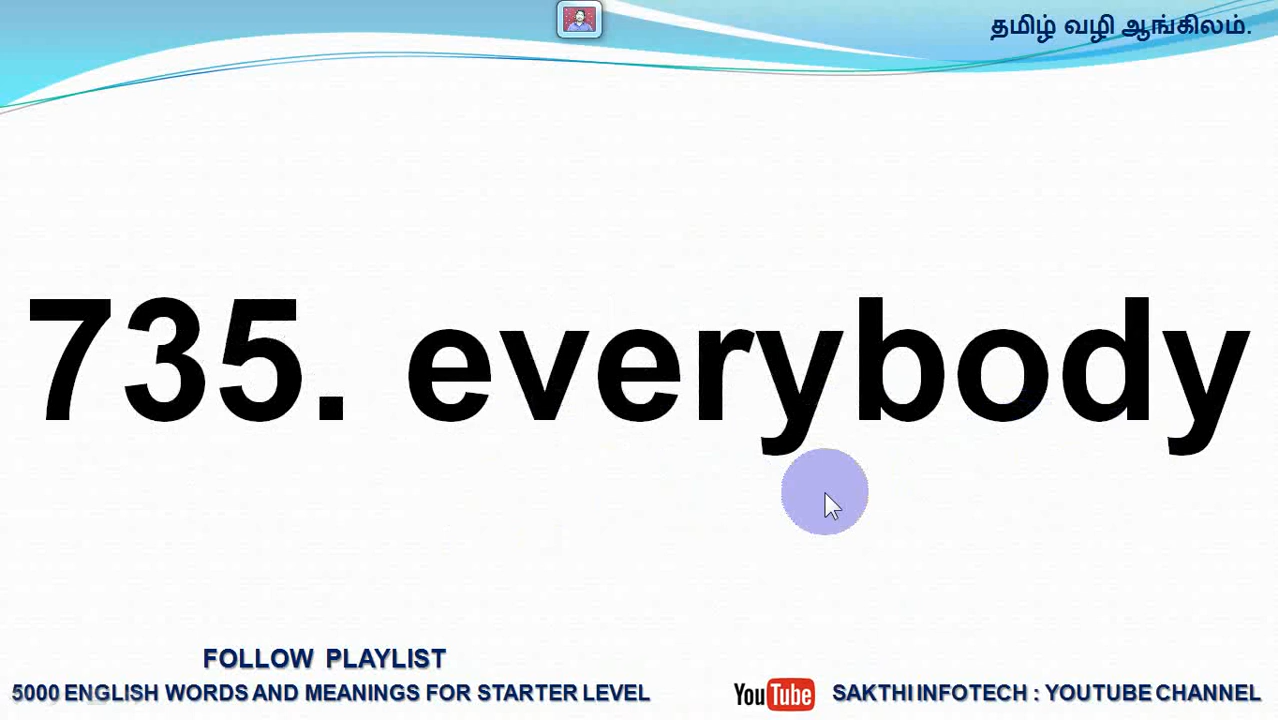 தமிழ் வழி ஆங்கிலம்.
735. everybody
FOLLOW PLAYLIST
5000 ENGLISH WORDS AND MEANINGS FOR STARTER LEVEL
YouTube SAKTHI INFOTECH : YOUTUBE CHANNEL